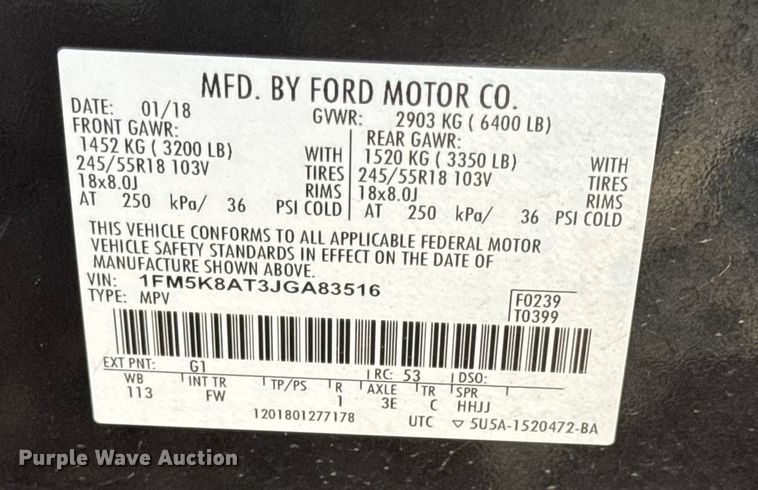 MFD. BY FORD MOTOR CO.
DATE: 01/18 GVWR: 2903 KG ( 6400 LB)
FRONT GAWR: REAR GAWR:
1452 KG ( 3200 LB) WITH 1520 KG ( 3350 LB) WITH
245/55R18 103V TIRES 245/55R18 103V TIRES
18x8.0J RIMS 18x8.0J RIMS
AT 250 kPa/ 36 PSI COLD AT 250 kPa/ 36 PSI COLD
THIS VEHICLE CONFORMS TO ALL APPLICABLE FEDERAL MOTOR
VEHICLE SAFETY STANDARDS IN EFFECT ON THE DATE OF
MANUFACTURE SHOWN ABOVE.
VIN: 1FM5K8AT3JGA83516 F0239
TYPE: MPV T0399
EXT PNT: G1 RC: 53 DSO:
WB INT TR TP/PS R AXLE TR SPR
113 FW 1 3E C HHJJ
1201801277178 UTC ▽ 5U5A-1520472-BA
Purple Wave Auction